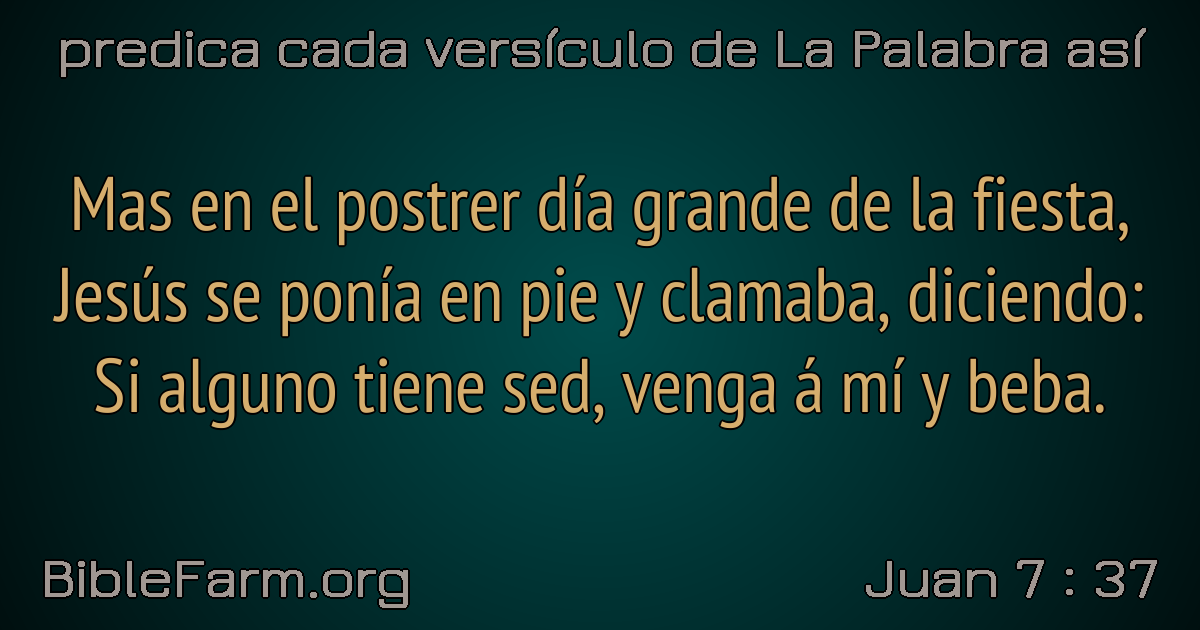 predica cada versículo de La Palabra así
Mas en el postrer día grande de la fiesta,
Jesús se ponía en pie y clamaba, diciendo:
Si alguno tiene sed, venga á mí y beba.
BibleFarm.org
Juan 7 : 37